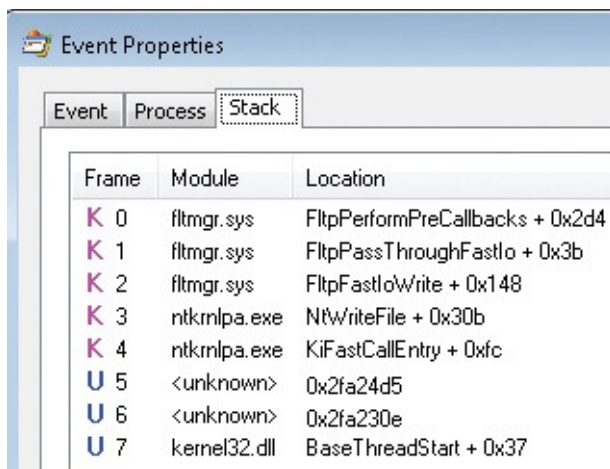 Event Properties
Event Process Stack
Frame Module Location
K 0 fltmgr.sys FltpPerformPreCallbacks + 0x2d4
K 1 fltmgr.sys FltpPassThroughFastIo + 0x3b
K 2 fltmgr.sys FltpFastIoWrite + 0x148
K 3 ntkrnlpa.exe NtWriteFile + 0x30b
K 4 ntkrnlpa.exe KiFastCallEntry + 0xfc
U 5 <unknown> 0x2fa24d5
U 6 <unknown> 0x2fa230e
U 7 kernel32.dll BaseThreadStart + 0x37